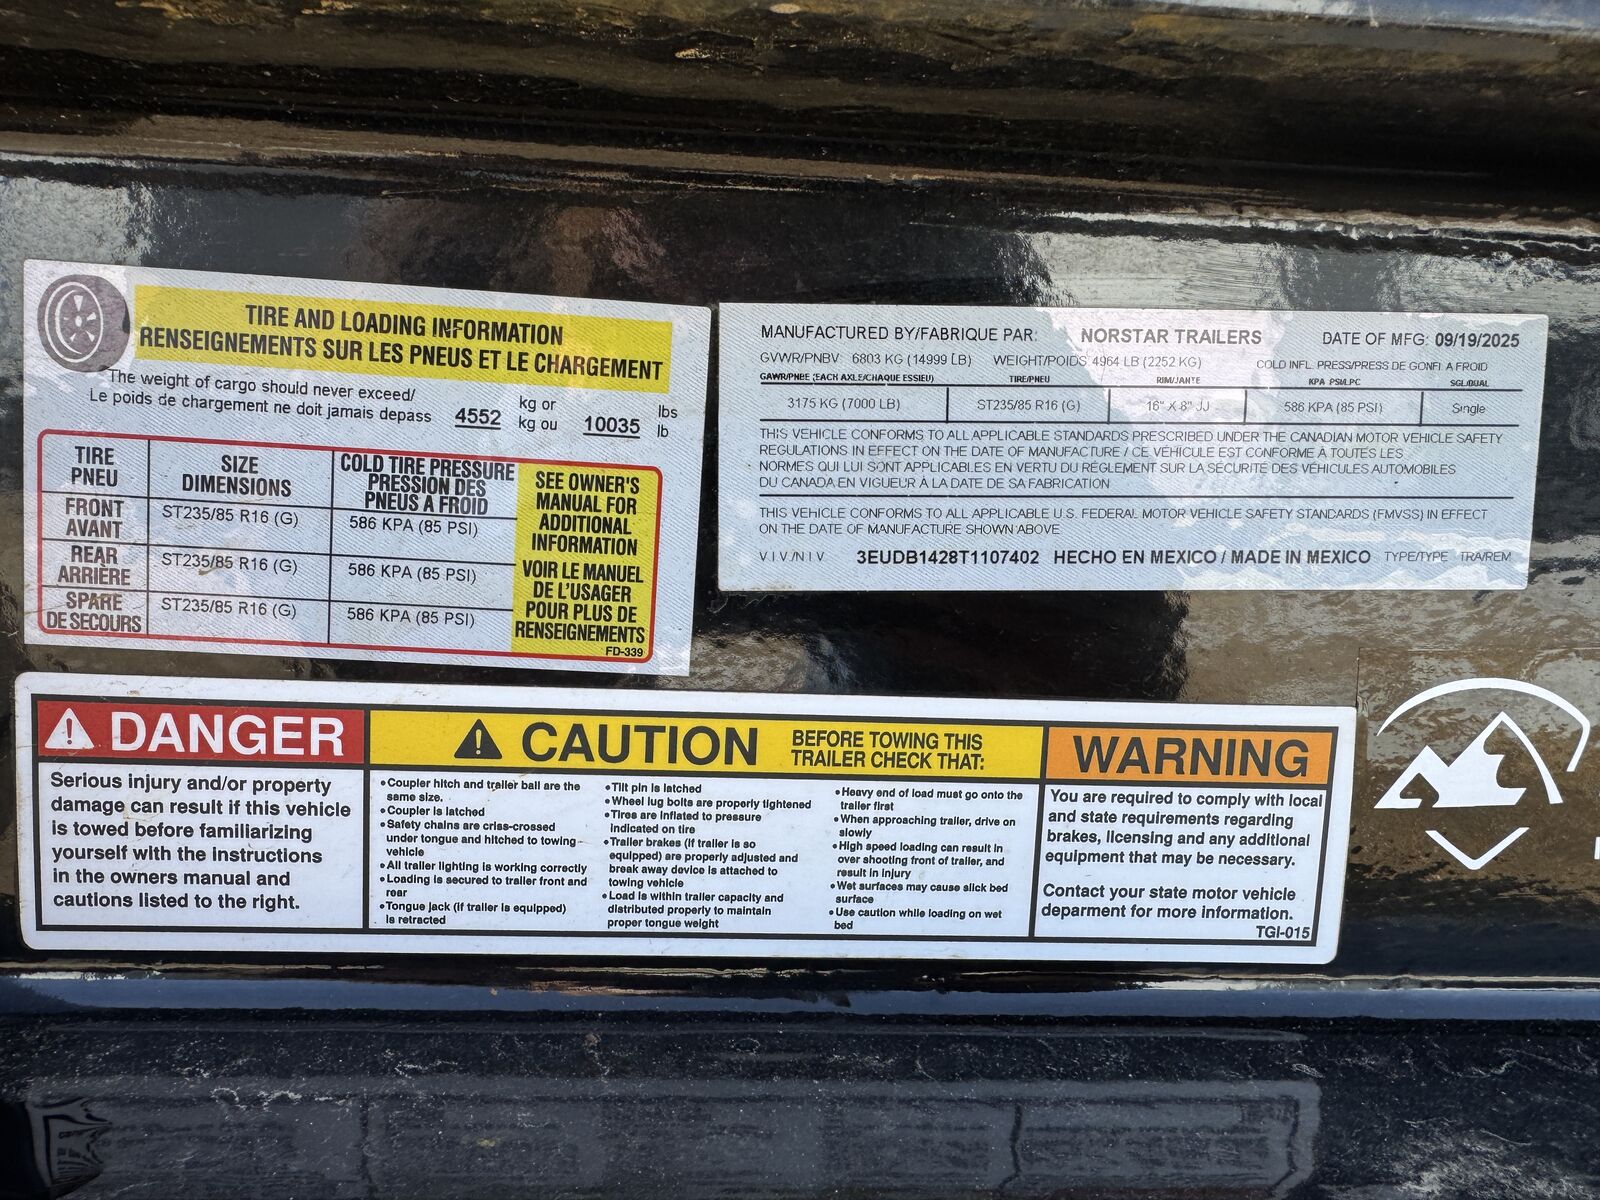 TIRE AND LOADING INFORMATION
RENSEIGNEMENTS SUR LES PNEUS ET LE CHARGEMENT
The weight of cargo should never exceed/
Le poids de chargement ne doit jamais depass
4552 kg or kg ou 10035 lbs lb
TIRE PNEU
SIZE DIMENSIONS
COLD TIRE PRESSURE
PRESSION DES
PNEUS A FROID
FRONT AVANT ST235/85 R16 (G) 586 KPA (85 PSI)
REAR ARRIÈRE ST235/85 R16 (G) 586 KPA (85 PSI)
SPARE DE SECOURS ST235/85 R16 (G) 586 KPA (85 PSI)
SEE OWNER'S
MANUAL FOR
ADDITIONAL
INFORMATION
VOIR LE MANUEL
DE L'USAGER
POUR PLUS DE
RENSEIGNEMENTS
FD-339
MANUFACTURED BY/FABRIQUE PAR: NORSTAR TRAILERS DATE OF MFG: 09/19/2025
GVWR/PNBV: 6803 KG (14999 LB) WEIGHT/POIDS 4964 LB (2252 KG) COLD INFL. PRESS/PRESS DE GONFL A FROID
GAWR/PNBE (EACH AXLE/CHAQUE ESSIEU) TIRE/PNEU RIM/JANTE KPA PSI/LPC SGL/DUAL
3175 KG (7000 LB) ST235/85 R16 (G) 16" X 8" JJ 586 KPA (85 PSI) Single
THIS VEHICLE CONFORMS TO ALL APPLICABLE STANDARDS PRESCRIBED UNDER THE CANADIAN MOTOR VEHICLE SAFETY
REGULATIONS IN EFFECT ON THE DATE OF MANUFACTURE / CE VÉHICULE EST CONFORME À TOUTES LES
NORMES QUI LUI SONT APPLICABLES EN VERTU DU RÈGLEMENT SUR LA SÉCURITÉ DES VÉHICULES AUTOMOBILES
DU CANADA EN VIGUEUR À LA DATE DE SA FABRICATION
THIS VEHICLE CONFORMS TO ALL APPLICABLE U.S. FEDERAL MOTOR VEHICLE SAFETY STANDARDS (FMVSS) IN EFFECT
ON THE DATE OF MANUFACTURE SHOWN ABOVE
V I V /N I V 3EUDB1428T1107402 HECHO EN MEXICO / MADE IN MEXICO TYPE/TYPE TRA/REM
DANGER
Serious injury and/or property
damage can result if this vehicle
is towed before familiarizing
yourself with the instructions
in the owners manual and
cautions listed to the right.
CAUTION
BEFORE TOWING THIS
TRAILER CHECK THAT:
•Coupler hitch and trailer ball are the
same size.
•Coupler is latched
•Safety chains are criss-crossed
under tongue and hitched to towing
vehicle
•All trailer lighting is working correctly
•Loading is secured to trailer front and
rear
•Tongue jack (if trailer is equipped)
is retracted
•Tilt pin is latched
•Wheel lug bolts are properly tightened
•Tires are inflated to pressure
indicated on tire
•Trailer brakes (if trailer is so
equipped) are properly adjusted and
break away device is attached to
towing vehicle
•Load is within trailer capacity and
distributed properly to maintain
proper tongue weight
•Heavy end of load must go onto the
trailer first
•When approaching trailer, drive on
slowly
•High speed loading can result in
over shooting front of trailer, and
result in injury
•Wet surfaces may cause slick bed
surface
•Use caution while loading on wet
bed
WARNING
You are required to comply with local
and state requirements regarding
brakes, licensing and any additional
equipment that may be necessary.
Contact your state motor vehicle
deparment for more information.
TGI-015